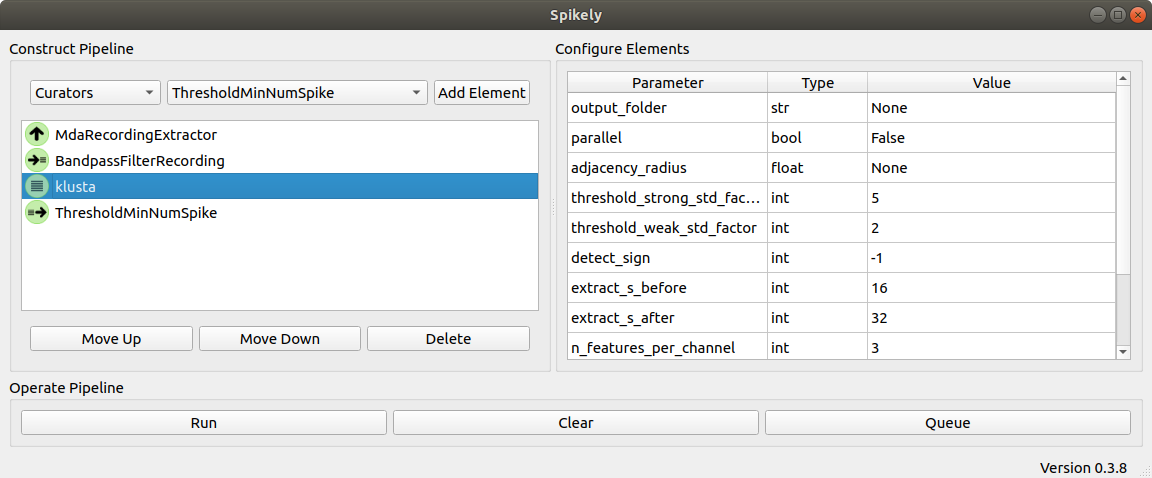 Spikely
Construct Pipeline
Curators ThresholdMinNumSpike Add Element
MdaRecordingExtractor
BandpassFilterRecording
klusta
ThresholdMinNumSpike
Move Up Move Down Delete
Configure Elements
Parameter Type Value
output_folder str None
parallel bool False
adjacency_radius float None
threshold_strong_std_fac... int 5
threshold_weak_std_factor int 2
detect_sign int -1
extract_s_before int 16
extract_s_after int 32
n_features_per_channel int 3
Operate Pipeline
Run Clear Queue
Version 0.3.8